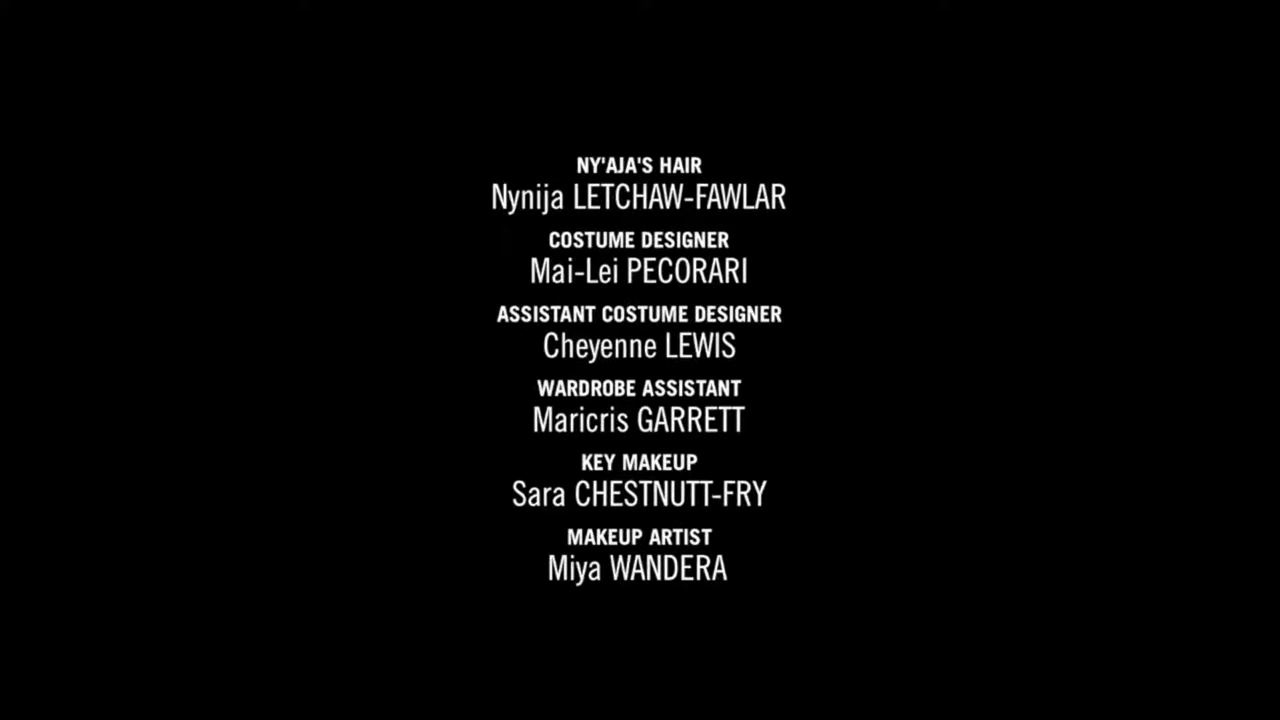 NY'AJA'S HAIR
Nynija LETCHAW-FAWLAR
COSTUME DESIGNER
Mai-Lei PECORARI
ASSISTANT COSTUME DESIGNER
Cheyenne LEWIS
WARDROBE ASSISTANT
Maricris GARRETT
KEY MAKEUP
Sara CHESTNUTT-FRY
MAKEUP ARTIST
Miya WANDERA